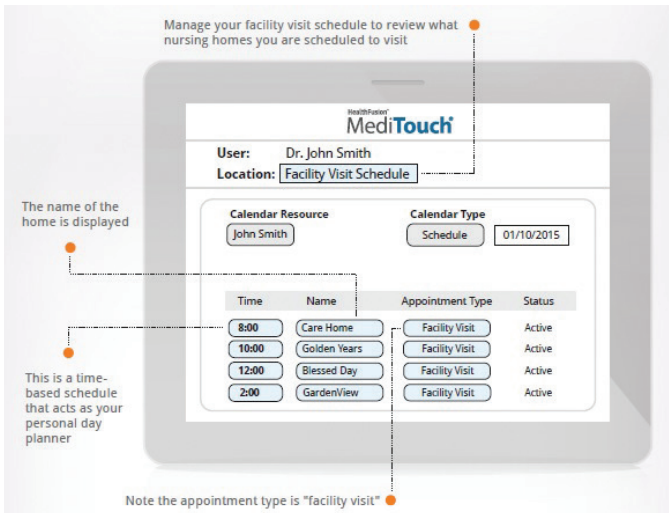 Manage your facility visit schedule to review what
nursing homes you are scheduled to visit
HealthFusion®
MediTouch®
User: Dr. John Smith
Location: Facility Visit Schedule
The name of the
home is displayed
Calendar Resource Calendar Type
John Smith Schedule 01/10/2015
Time Name Appointment Type Status
8:00 Care Home Facility Visit Active
10:00 Golden Years Facility Visit Active
12:00 Blessed Day Facility Visit Active
2:00 GardenView Facility Visit Active
This is a time-
based schedule
that acts as your
personal day
planner
Note the appointment type is "facility visit"